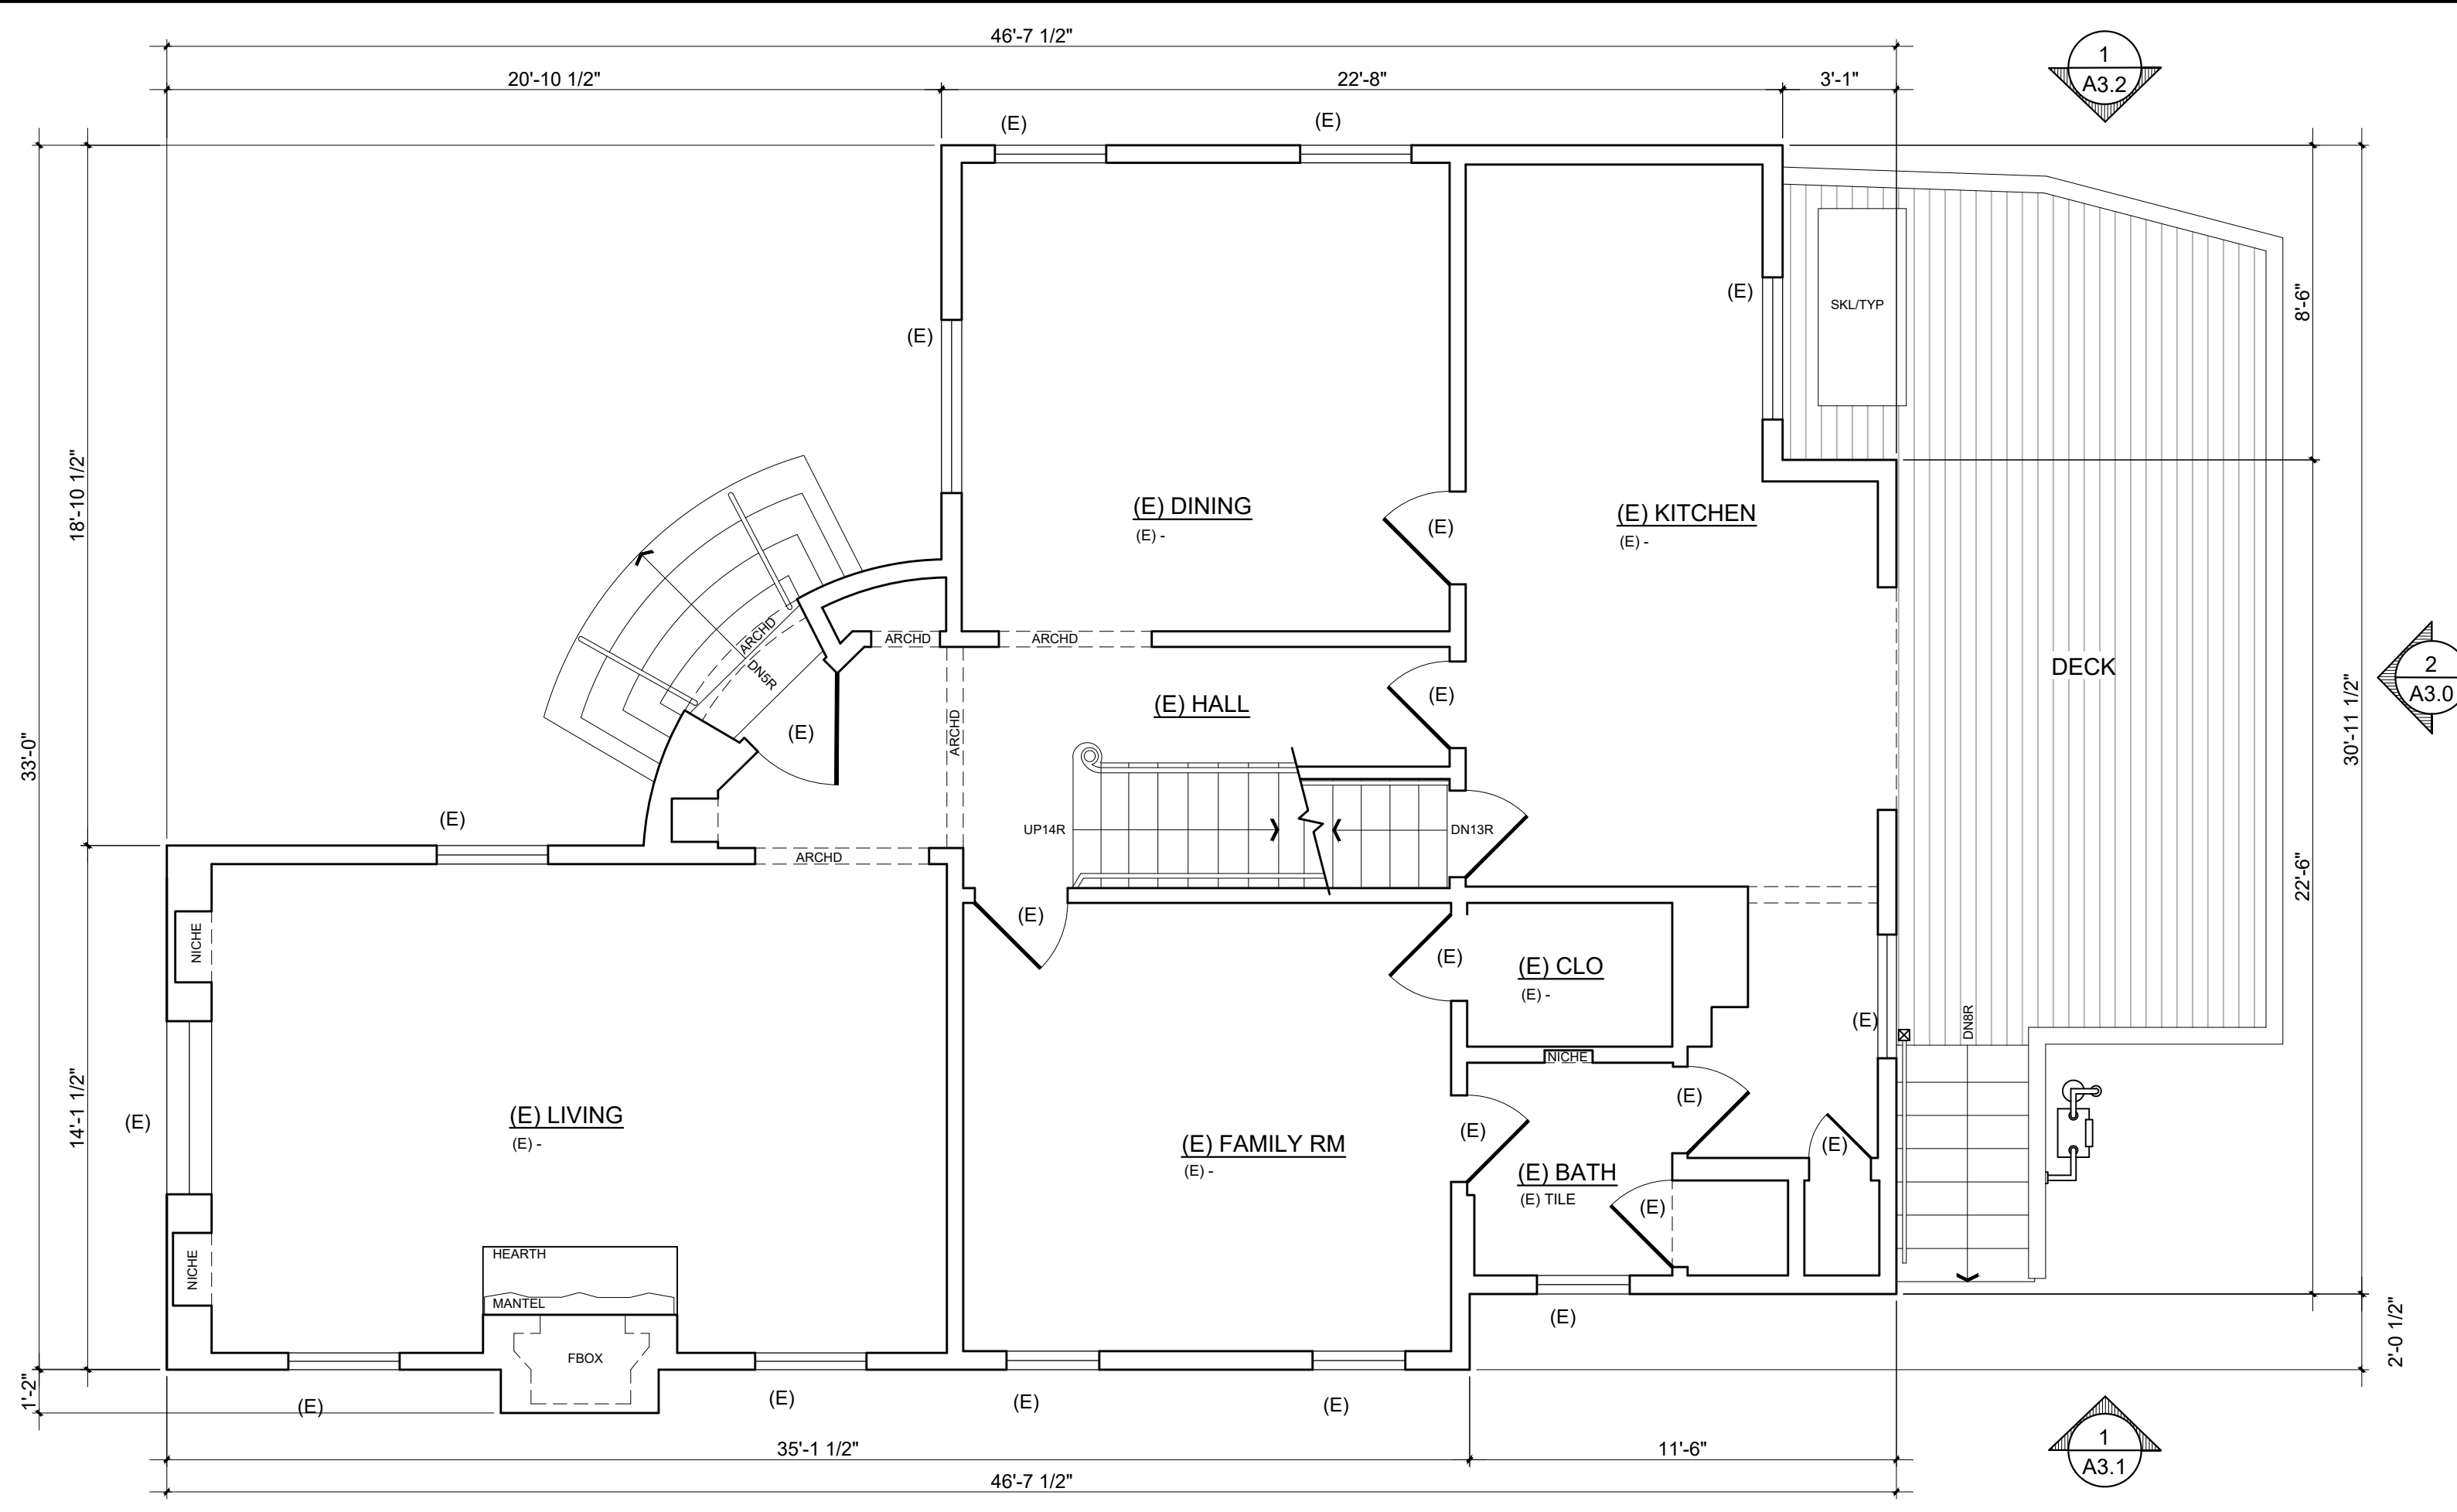 46'-7 1/2"
20'-10 1/2"
22'-8"
3'-1"
1
A3.2
(E)
(E)
(E)
SKL/TYP
8'-6"
(E)
18'-10 1/2"
(E) DINING
(E) -
(E)
(E) KITCHEN
(E) -
ARCHD
DN5R
ARCHD
ARCHD
DECK
2
A3.0
30'-11 1/2"
(E)
(E) HALL
(E)
ARCHD
33'-0"
(E)
UP14R
DN13R
ARCHD
22'-6"
(E)
NICHE
(E)
(E) CLO
(E) -
(E)
DN8R
NICHE
14'-1 1/2"
(E)
(E) LIVING
(E) -
(E) FAMILY RM
(E) -
(E)
(E)
(E)
(E) BATH
(E) TILE
(E)
NICHE
HEARTH
MANTEL
FBOX
(E)
2'-0 1/2"
1'-2"
(E)
(E)
(E)
(E)
35'-1 1/2"
11'-6"
1
A3.1
46'-7 1/2"